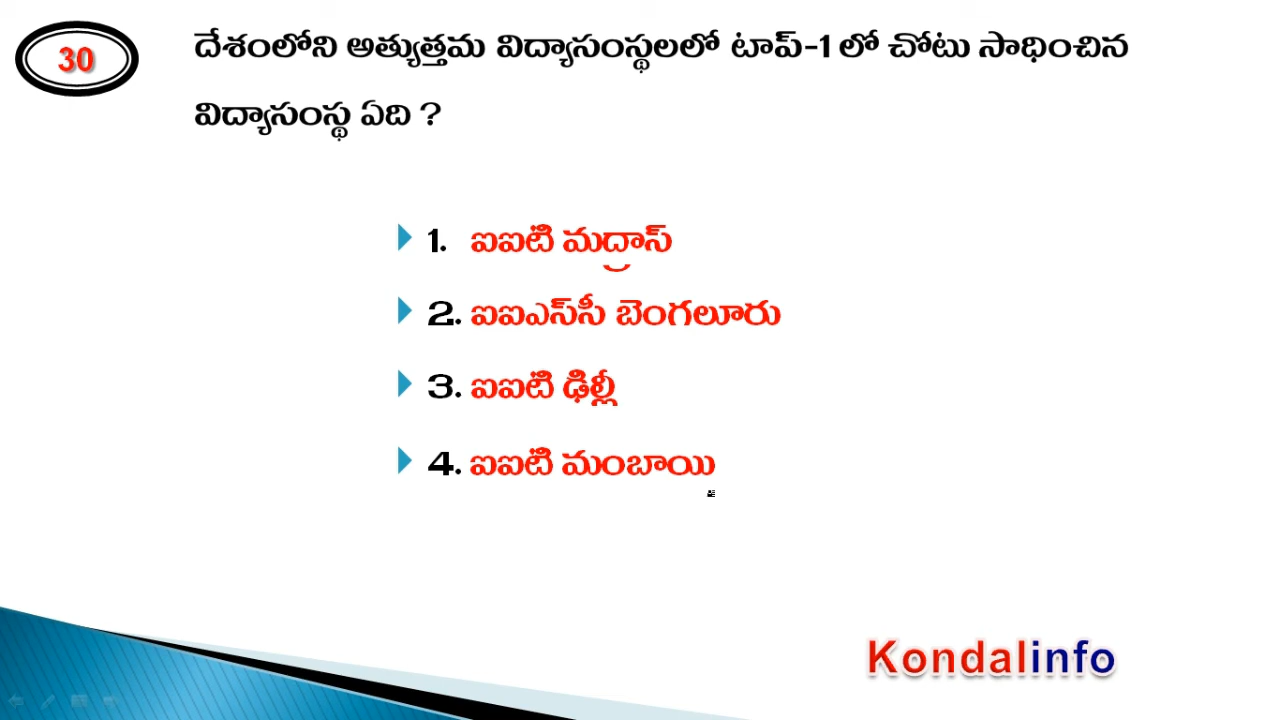 30
దేశంలోని అత్యుత్తమ విద్యాసంస్థలలో టాప్-1 లో చోటు సాధించిన
విద్యాసంస్థ ఏది ?
1. ఐఐటి మద్రాస్
2. ఐఐఎస్‌సీ బెంగలూరు
3. ఐఐటి ఢిల్లీ
4. ఐఐటి మంబాయి
Kondalinfo